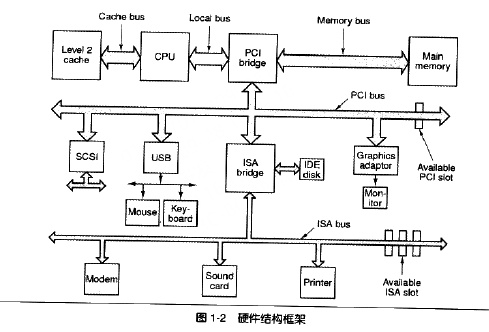 Cache bus
Local bus
Memory bus
Level 2
cache
CPU
PCI
bridge
Main
memory
PCI bus
SCSI
USB
ISA
bridge
IDE
disk
Graphics
adaptor
Available
PCI slot
Mouse
Key-
board
Mon-
itor
ISA bus
Modem
Sound
card
Printer
Available
ISA slot
图 1-2 硬件结构框架